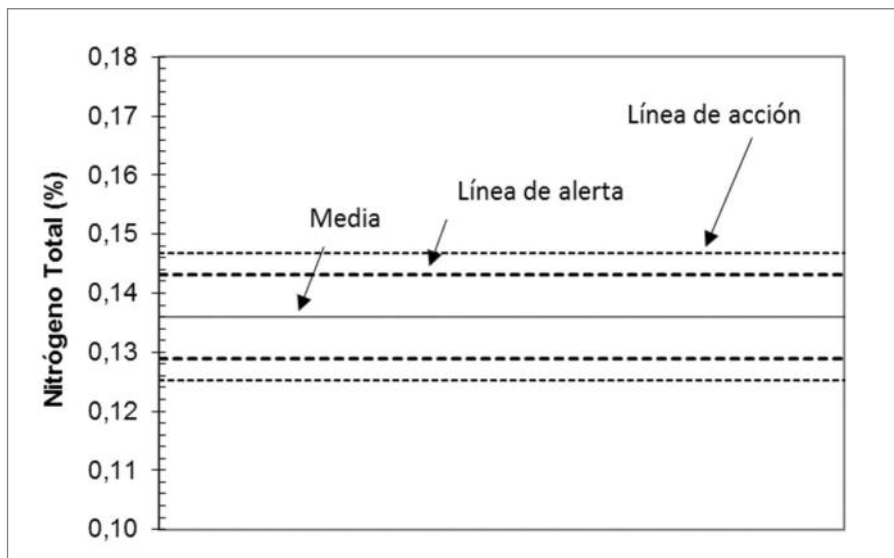 0,18
0,17
0,16
0,15
0,14
0,13
0,12
0,11
0,10
Nitrógeno Total (%)
Línea de acción
Línea de alerta
Media